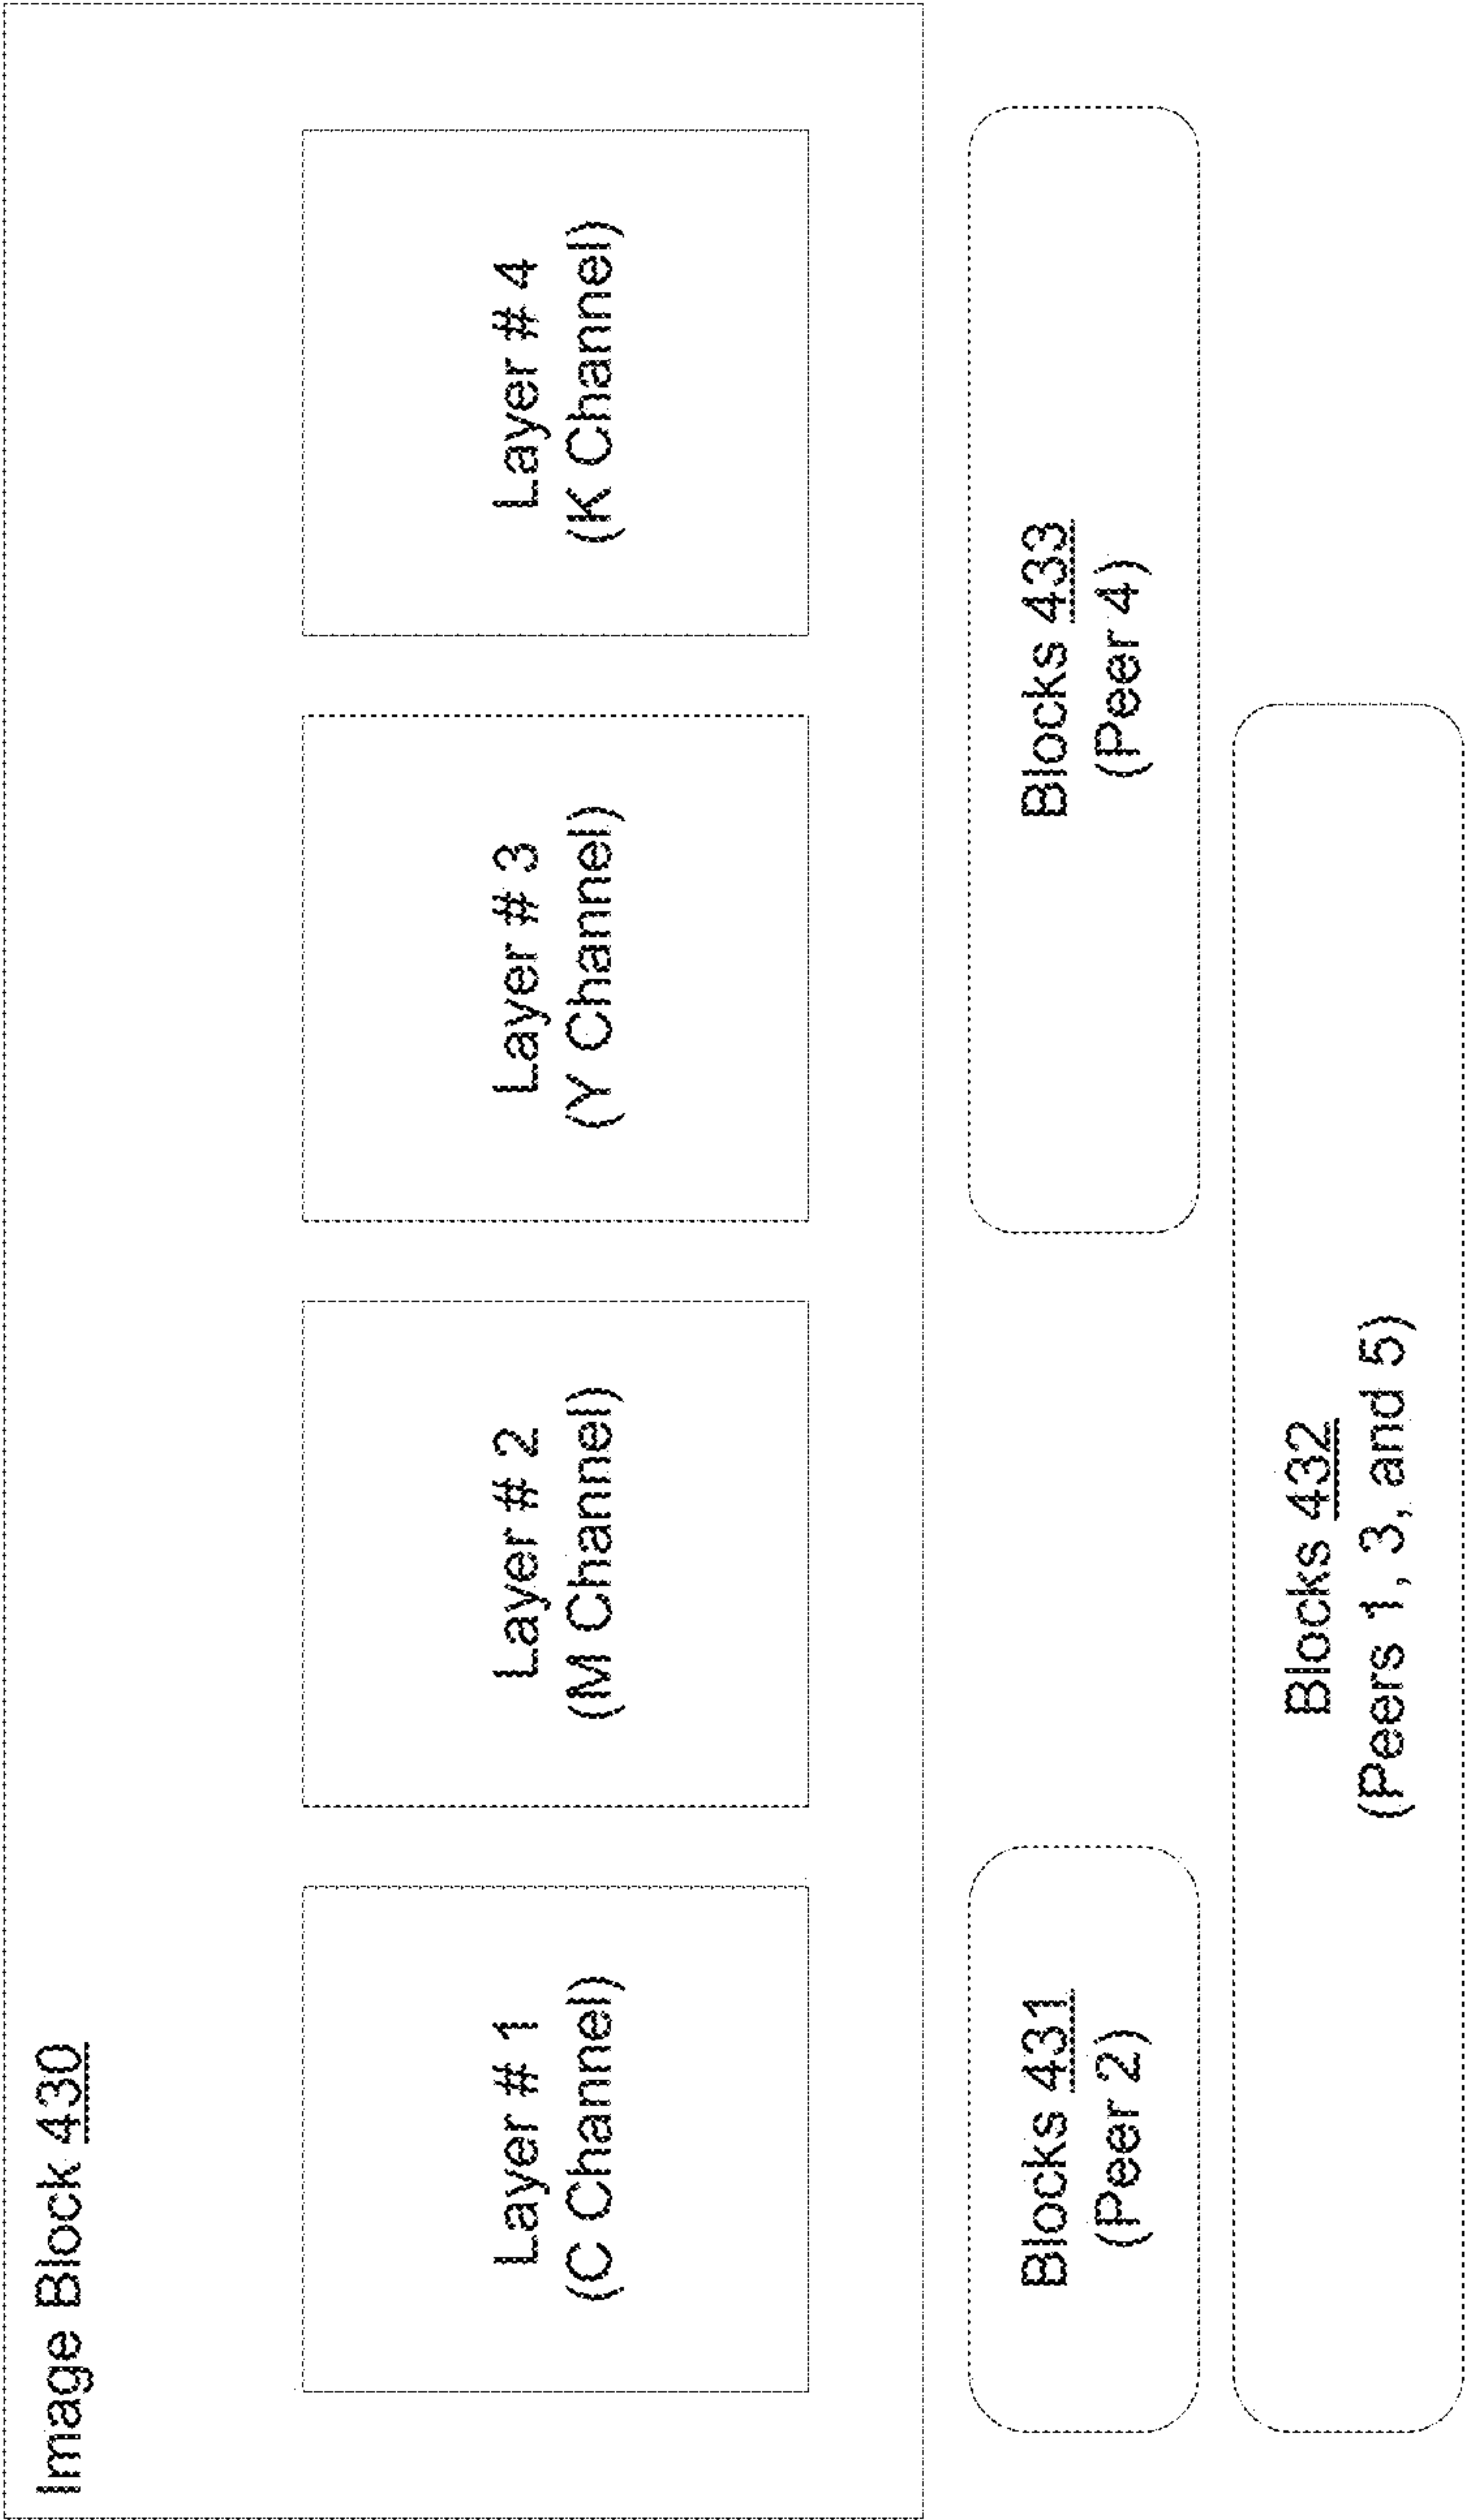 Image Block 430
Layer # 1
(C Channel)
Layer # 2
(M Channel)
Layer # 3
(Y Channel)
Layer # 4
(K Channel)
Blocks 431
(Peer 2)
Blocks 433
(Peer 4)
Blocks 432
(Peers 1, 3, and 5)